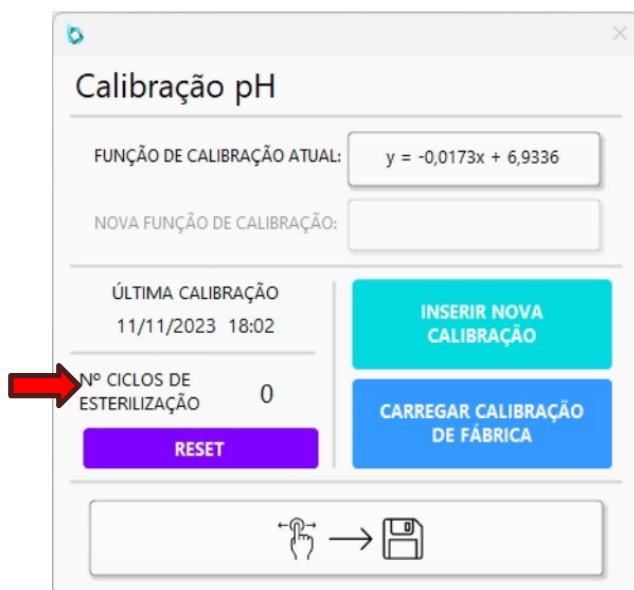 Calibração pH
FUNÇÃO DE CALIBRAÇÃO ATUAL:
y = -0,0173x + 6,9336
NOVA FUNÇÃO DE CALIBRAÇÃO:
ÚLTIMA CALIBRAÇÃO
11/11/2023 18:02
Nº CICLOS DE
ESTERILIZAÇÃO
0
RESET
INSERIR NOVA
CALIBRAÇÃO
CARREGAR CALIBRAÇÃO
DE FÁBRICA